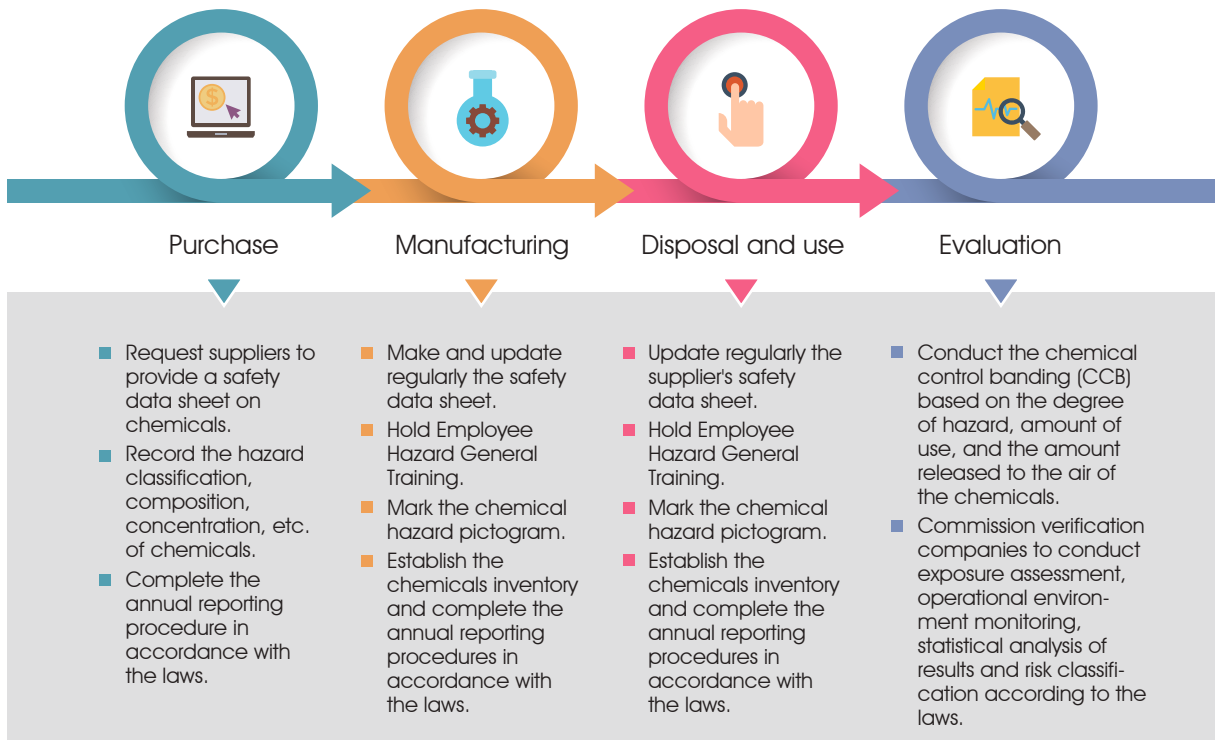 $
Purchase
Manufacturing
Disposal and use
Evaluation
Request suppliers to
provide a safety
data sheet on
chemicals.
Record the hazard
classification,
composition,
concentration, etc.
of chemicals.
Complete the
annual reporting
procedure in
accordance with
the laws.
Make and update
regularly the safety
data sheet.
Hold Employee
Hazard General
Training.
Mark the chemical
hazard pictogram.
Establish the
chemicals inventory
and complete the
annual reporting
procedures in
accordance with
the laws.
Update regularly the
supplier's safety
data sheet.
Hold Employee
Hazard General
Training.
Mark the chemical
hazard pictogram.
Establish the
chemicals inventory
and complete the
annual reporting
procedures in
accordance with
the laws.
Conduct the chemical
control banding (CCB)
based on the degree
of hazard, amount of
use, and the amount
released to the air of
the chemicals.
Commission verification
companies to conduct
exposure assessment,
operational environ-
ment monitoring,
statistical analysis of
results and risk classifi-
cation according to the
laws.